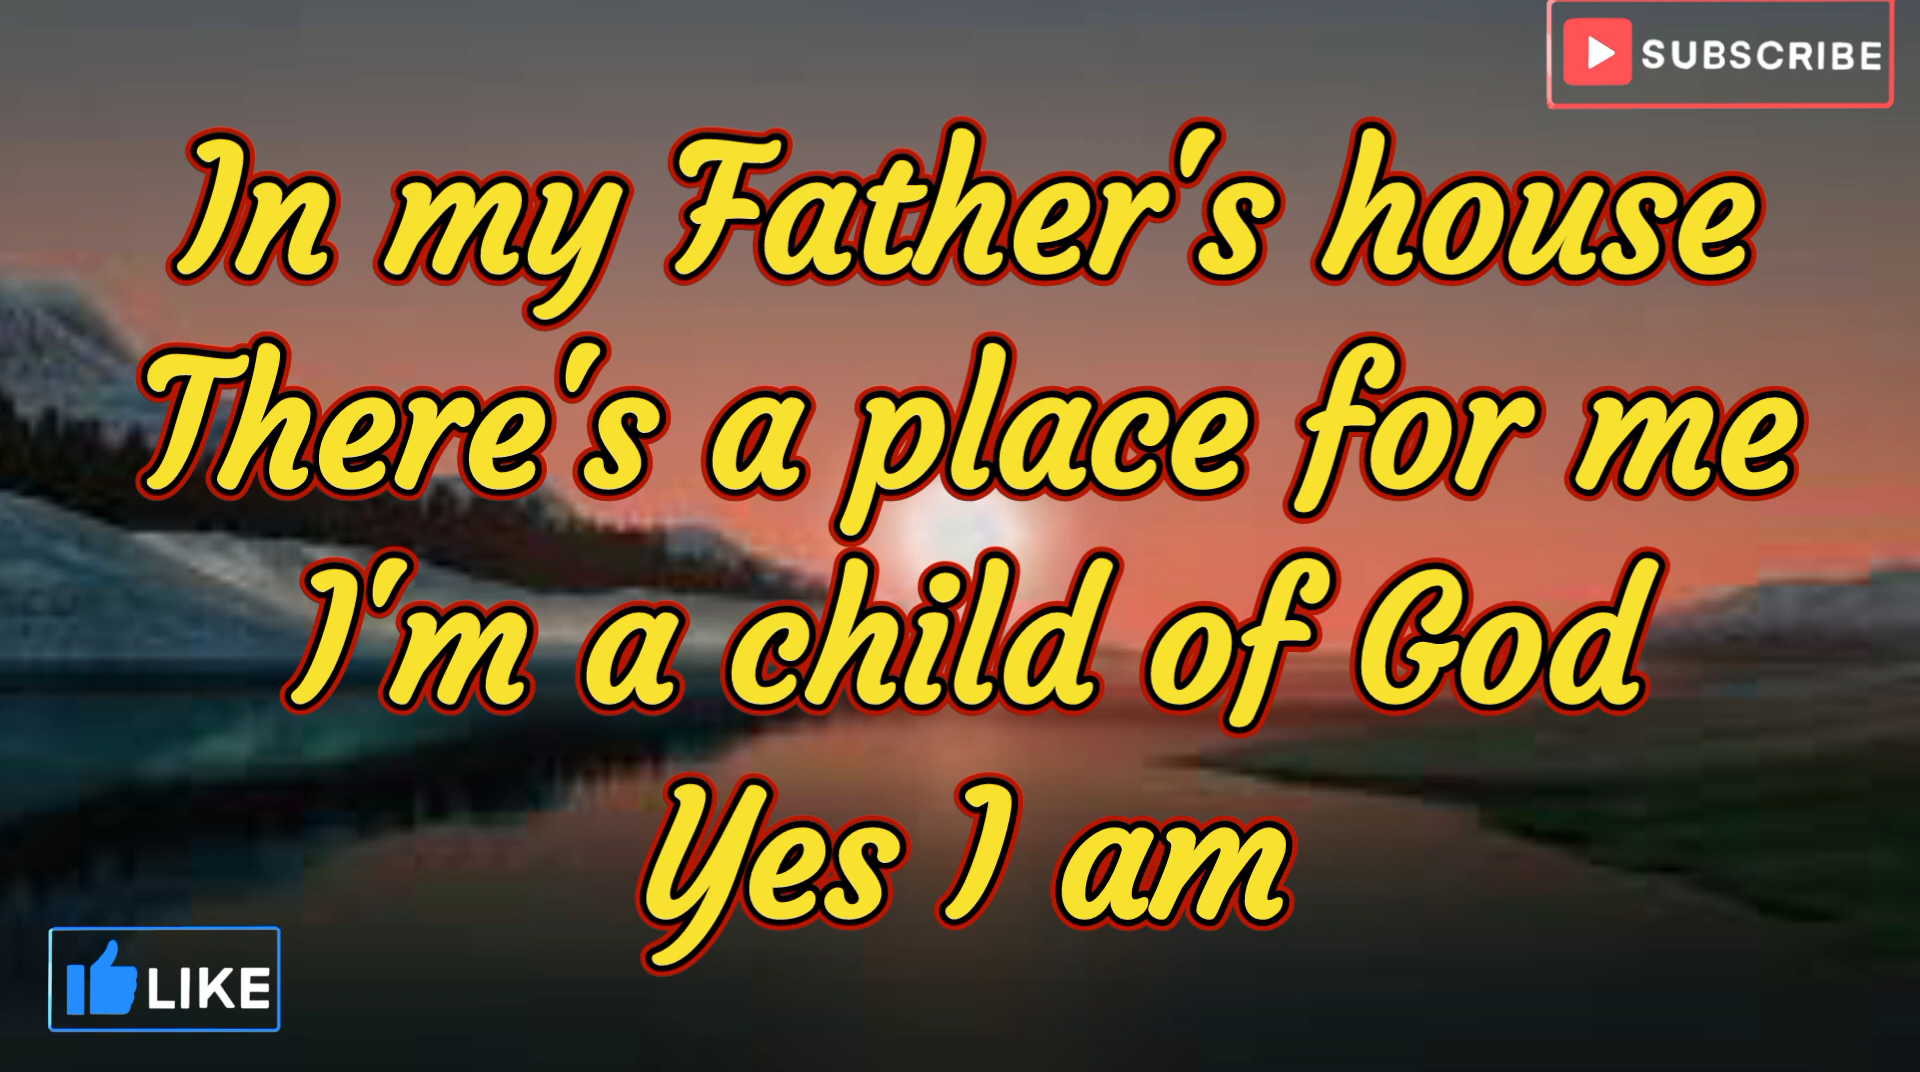 SUBSCRIBE
In my Father's house
There's a place for me
I'm a child of God
Yes I am
LIKE